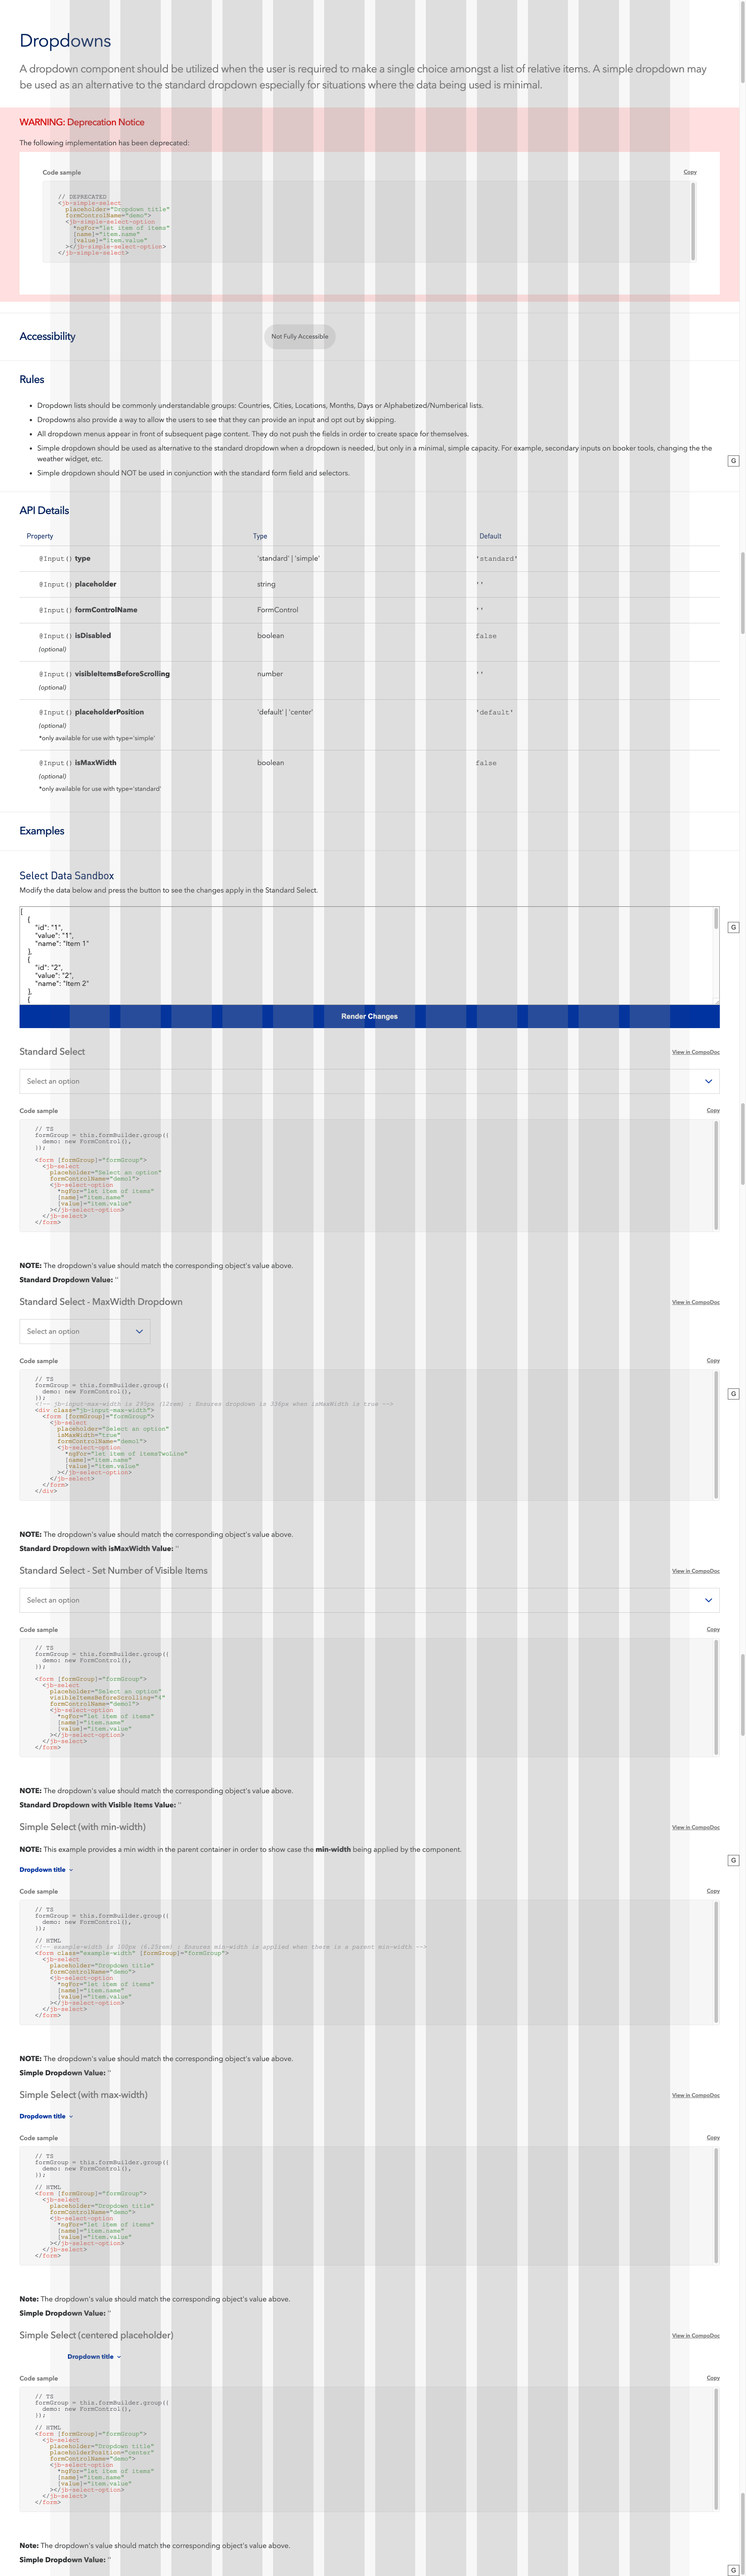 Dropdowns
A dropdown component should be utilized when the user is required to make a single choice amongst a list of relative items. A simple dropdown may
be used as an alternative to the standard dropdown especially for situations where the data being used is minimal.
WARNING: Deprecation Notice
The following implementation has been deprecated:
Code sample
Copy
// DEPRECATED
<jb-simple-select
placeholder="Dropdown title"
formControlName="demo">
<jb-simple-select-option
*ngFor="let item of items"
[name]="item.name"
[value]="item.value"
></jb-simple-select-option>
</jb-simple-select>
Accessibility
Not Fully Accessible
Rules
• Dropdown lists should be commonly understandable groups: Countries, Cities, Locations, Months, Days or Alphabetized/Numberical lists.
• Dropdowns also provide a way to allow the users to see that they can provide an input and opt out by skipping.
• All dropdown menus appear in front of subsequent page content. They do not push the fields in order to create space for themselves.
• Simple dropdown should be used as alternative to the standard dropdown when a dropdown is needed, but only in a minimal, simple capacity. For example, secondary inputs on booker tools, changing the the
weather widget, etc.
G
• Simple dropdown should NOT be used in conjunction with the standard form field and selectors.
API Details
Property Type Default
@Input() type 'standard' | 'simple' 'standard'
@Input() placeholder string ''
@Input() formControlName FormControl ''
@Input() isDisabled boolean false
(optional)
@Input() visibleItemsBeforeScrolling number ''
(optional)
@Input() placeholderPosition 'default' | 'center' 'default'
(optional)
*only available for use with type='simple'
@Input() isMaxWidth boolean false
(optional)
*only available for use with type='standard'
Examples
Select Data Sandbox
Modify the data below and press the button to see the changes apply in the Standard Select.
[
{
"id": "1",
"value": "1",
"name": "Item 1"
},
{
"id": "2",
"value": "2",
"name": "Item 2"
},
{
G
Render Changes
Standard Select
View in CompoDoc
Select an option
Code sample
Copy
// TS
formGroup = this.formBuilder.group({
demo: new FormControl(),
});
<form [formGroup]="formGroup">
<jb-select
placeholder="Select an option"
formControlName="demo1">
<jb-select-option
*ngFor="let item of items"
[name]="item.name"
[value]="item.value"
></jb-select-option>
</jb-select>
</form>
NOTE: The dropdown's value should match the corresponding object's value above.
Standard Dropdown Value: ''
Standard Select - MaxWidth Dropdown
View in CompoDoc
Select an option
Code sample
Copy
// TS
formGroup = this.formBuilder.group({
demo: new FormControl(),
});
G
<div class="jb-input-max-width">
<form [formGroup]="formGroup">
<jb-select
placeholder="Select an option"
isMaxWidth="true"
formControlName="demo1">
<jb-select-option
*ngFor="let item of itemsTwoLine"
[name]="item.name"
[value]="item.value"
></jb-select-option>
</jb-select>
</form>
</div>
NOTE: The dropdown's value should match the corresponding object's value above.
Standard Dropdown with isMaxWidth Value: ''
Standard Select - Set Number of Visible Items
View in CompoDoc
Select an option
Code sample
Copy
// TS
formGroup = this.formBuilder.group({
demo: new FormControl(),
});
<form [formGroup]="formGroup">
<jb-select
placeholder="Select an option"
visibleItemsBeforeScrolling="4"
formControlName="demo1">
<jb-select-option
*ngFor="let item of items"
[name]="item.name"
[value]="item.value"
></jb-select-option>
</jb-select>
</form>
NOTE: The dropdown's value should match the corresponding object's value above.
Standard Dropdown with Visible Items Value: ''
Simple Select (with min-width)
View in CompoDoc
NOTE: This example provides a min width in the parent container in order to show case the min-width being applied by the component.
G
Dropdown title
Code sample
Copy
// TS
formGroup = this.formBuilder.group({
demo: new FormControl(),
});
// HTML
<form class="example-width" [formGroup]="formGroup">
<jb-select
placeholder="Dropdown title"
formControlName="demo">
<jb-select-option
*ngFor="let item of items"
[name]="item.name"
[value]="item.value"
></jb-select-option>
</jb-select>
</form>
NOTE: The dropdown's value should match the corresponding object's value above.
Simple Dropdown Value: ''
Simple Select (with max-width)
View in CompoDoc
Dropdown title
Code sample
Copy
// TS
formGroup = this.formBuilder.group({
demo: new FormControl(),
});
// HTML
<form [formGroup]="formGroup">
<jb-select
placeholder="Dropdown title"
formControlName="demo">
<jb-select-option
*ngFor="let item of items"
[name]="item.name"
[value]="item.value"
></jb-select-option>
</jb-select>
</form>
Note: The dropdown's value should match the corresponding object's value above.
Simple Dropdown Value: ''
Simple Select (centered placeholder)
View in CompoDoc
Dropdown title
Code sample
Copy
// TS
formGroup = this.formBuilder.group({
demo: new FormControl(),
});
// HTML
<form [formGroup]="formGroup">
<jb-select
placeholder="Dropdown title"
placeholderPosition="center"
formControlName="demo">
<jb-select-option
*ngFor="let item of items"
[name]="item.name"
[value]="item.value"
></jb-select-option>
</jb-select>
</form>
Note: The dropdown's value should match the corresponding object's value above.
Simple Dropdown Value: ''
G